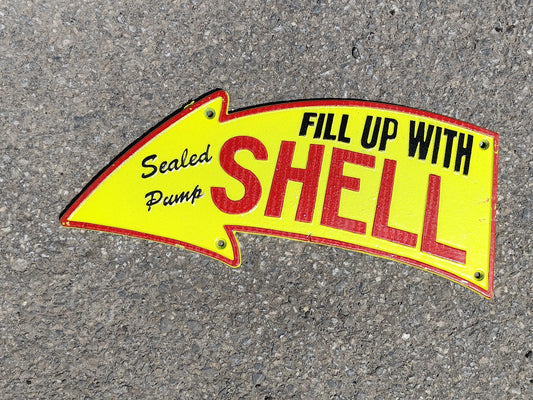 FILL UP WITH
SHELL
Sealed
Pump